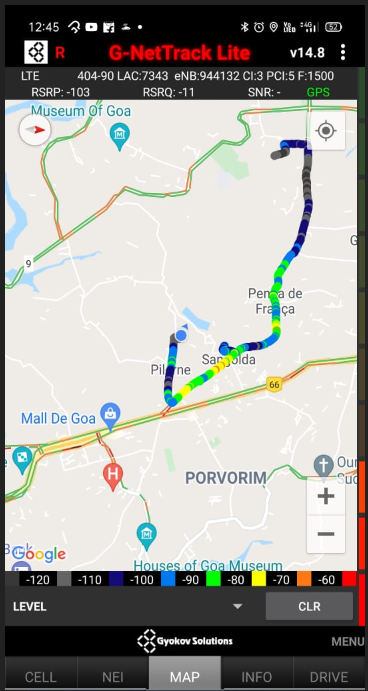 12:45
52
R G-NetTrack Lite v14.8
LTE 404-90 LAC:7343 eNB:944132 CI:3 PCI:5 F:1500
RSRP: -103 RSRQ: -11 SNR: - GPS
Museum Of Goa
9
Penha de
França
Sangolda
Pilerne
66
Mall De Goa
H
PORVORIM
Our
+
−
Google
Houses of Goa Museum
-120 -110 -100 -90 -80 -70 -60
LEVEL CLR
Gyokov Solutions
MENU
CELL NEI MAP INFO DRIVE